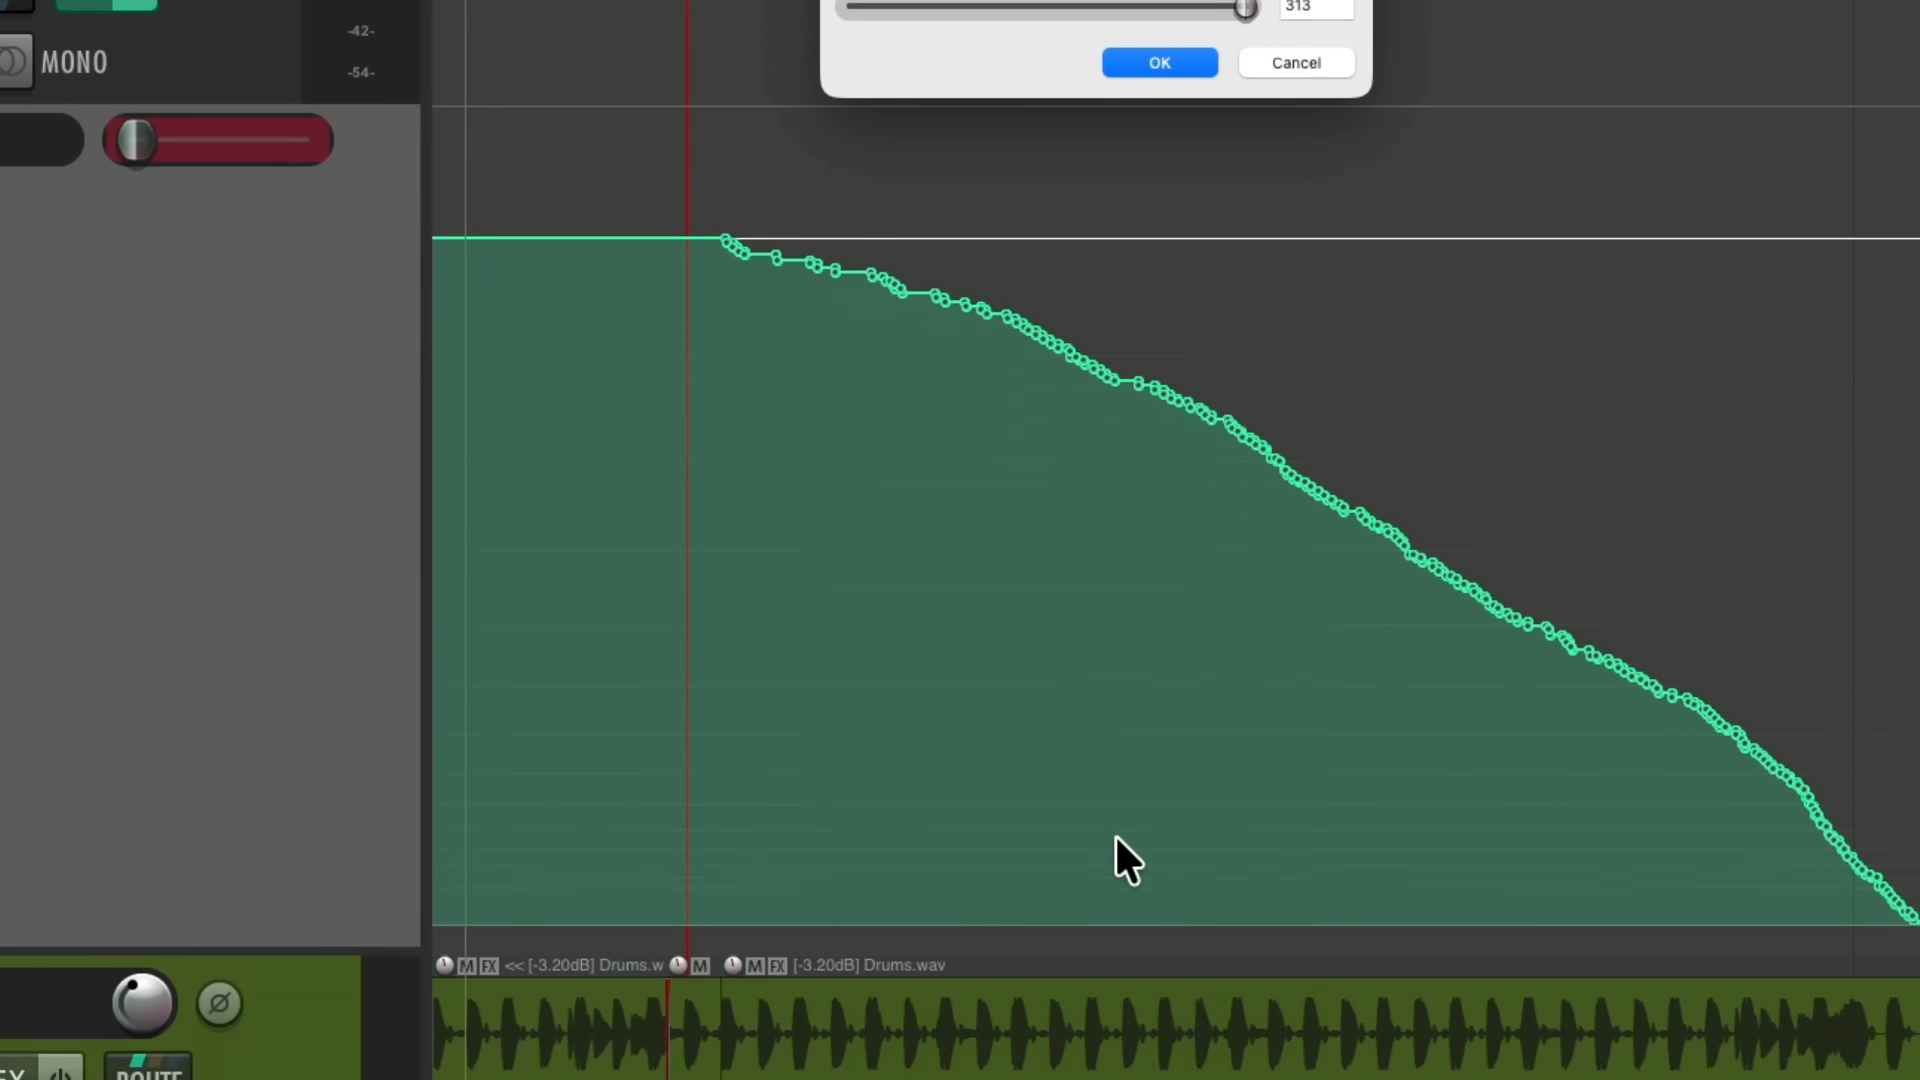 313
-42-
MONO
-54-
OK
Cancel
M FX << [-3.20dB] Drums.w M
M FX [-3.20dB] Drums.wav
ROUTE